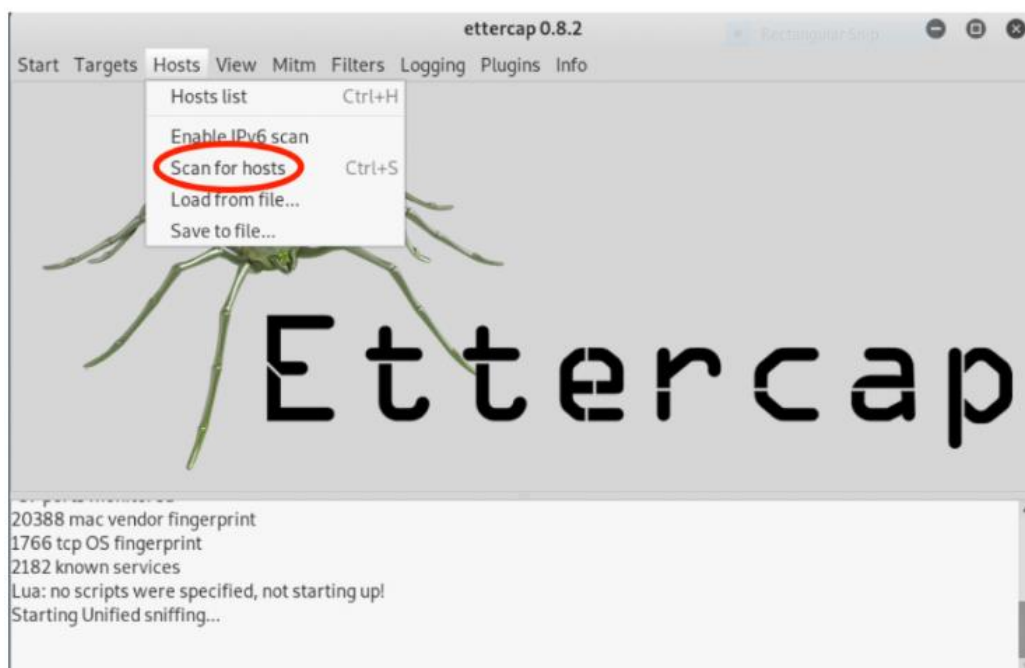 ettercap 0.8.2
Rectangular Snip
Start Targets Hosts View Mitm Filters Logging Plugins Info
Hosts list Ctrl+H
Enable IPv6 scan
Scan for hosts Ctrl+S
Load from file...
Save to file...
Ettercap
20388 mac vendor fingerprint
1766 tcp OS fingerprint
2182 known services
Lua: no scripts were specified, not starting up!
Starting Unified sniffing...